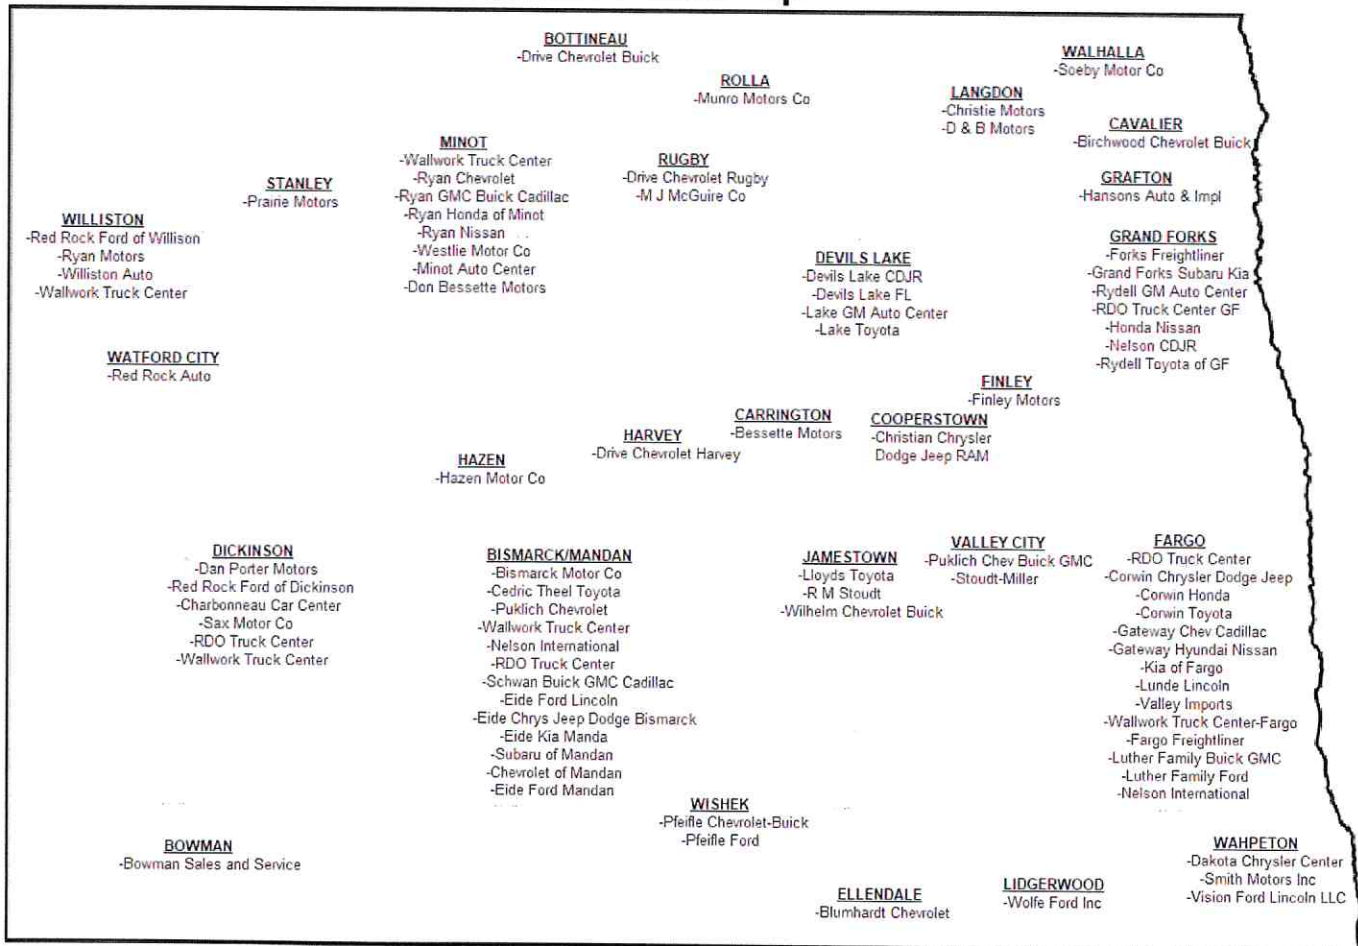 BOTTINEAU
-Drive Chevrolet Buick
WALHALLA
-Soeby Motor Co
ROLLA
-Munro Motors Co
LANGDON
-Christie Motors
-D & B Motors
CAVALIER
-Birchwood Chevrolet Buick
MINOT
-Wallwork Truck Center
-Ryan Chevrolet
-Ryan GMC Buick Cadillac
-Ryan Honda of Minot
-Ryan Nissan
-Westlie Motor Co
-Minot Auto Center
-Don Bessette Motors
RUGBY
-Drive Chevrolet Rugby
-M J McGuire Co
STANLEY
-Prairie Motors
GRAFTON
-Hansons Auto & Impl
WILLISTON
-Red Rock Ford of Willison
-Ryan Motors
-Williston Auto
-Wallwork Truck Center
GRAND FORKS
-Forks Freightliner
-Grand Forks Subaru Kia
-Rydell GM Auto Center
-RDO Truck Center GF
-Honda Nissan
-Nelson CDJR
-Rydell Toyota of GF
DEVILS LAKE
-Devils Lake CDJR
-Devils Lake FL
-Lake GM Auto Center
-Lake Toyota
WATFORD CITY
-Red Rock Auto
FINLEY
-Finley Motors
CARRINGTON
-Bessette Motors
COOPERSTOWN
-Christian Chrysler
Dodge Jeep RAM
HARVEY
-Drive Chevrolet Harvey
HAZEN
-Hazen Motor Co
DICKINSON
-Dan Porter Motors
-Red Rock Ford of Dickinson
-Charbonneau Car Center
-Sax Motor Co
-RDO Truck Center
-Wallwork Truck Center
BISMARCK/MANDAN
-Bismarck Motor Co
-Cedric Theel Toyota
-Puklich Chevrolet
-Wallwork Truck Center
-Nelson International
-RDO Truck Center
-Schwan Buick GMC Cadillac
-Eide Ford Lincoln
-Eide Chrys Jeep Dodge Bismarck
-Eide Kia Manda
-Subaru of Mandan
-Chevrolet of Mandan
-Eide Ford Mandan
JAMESTOWN
-Lloyds Toyota
-R M Stoudt
-Wilhelm Chevrolet Buick
VALLEY CITY
-Puklich Chev Buick GMC
-Stoudt-Miller
FARGO
-RDO Truck Center
-Corwin Chrysler Dodge Jeep
-Corwin Honda
-Corwin Toyota
-Gateway Chev Cadillac
-Gateway Hyundai Nissan
-Kia of Fargo
-Lunde Lincoln
-Valley Imports
-Wallwork Truck Center-Fargo
-Fargo Freightliner
-Luther Family Buick GMC
-Luther Family Ford
-Nelson International
WISHEK
-Pfeifle Chevrolet-Buick
-Pfeifle Ford
BOWMAN
-Bowman Sales and Service
WAHPETON
-Dakota Chrysler Center
-Smith Motors Inc
-Vision Ford Lincoln LLC
ELLENDALE
-Blumhardt Chevrolet
LIDGERWOOD
-Wolfe Ford Inc